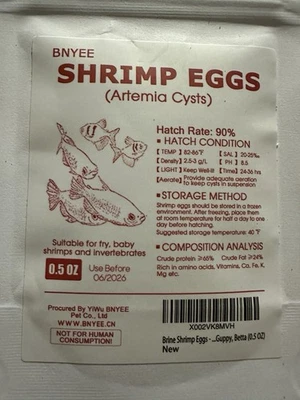 BNYEE
SHRIMP EGGS
(Artemia Cysts)
Hatch Rate: 90%
■ HATCH CONDITION
【TEMP】82-86℉ 【SAL】20-25‰
【Density】2.5-3 g/L 【PH】8.5
【LIGHT】Keep Well-lit 【Time】24-36 hrs
【Aerate】Provide adequate aeration
to keep cysts in suspension
■ STORAGE METHOD
Shrimp eggs should be stored in a frozen
environment. After freezing, place them
at room temperature for half a day to one
day before hatching.
Suggested storage temperature: 40 ℉
■ COMPOSITION ANALYSIS
Crude protein ≥65% Crude Fat ≥24%
Rich in amino acids, Vitamins, Ca, Fe, K,
Mg etc.
Suitable for fry, baby
shrimps and invertebrates
0.5 OZ
Use Before
06/2026
Procured By YiWu BNYEE
Pet Co., Ltd
WWW.BNYEE.CN
NOT FOR HUMAN
CONSUMPTION!
X002VK8MVH
Brine Shrimp Eggs - ...Guppy, Betta (0.5 OZ)
New